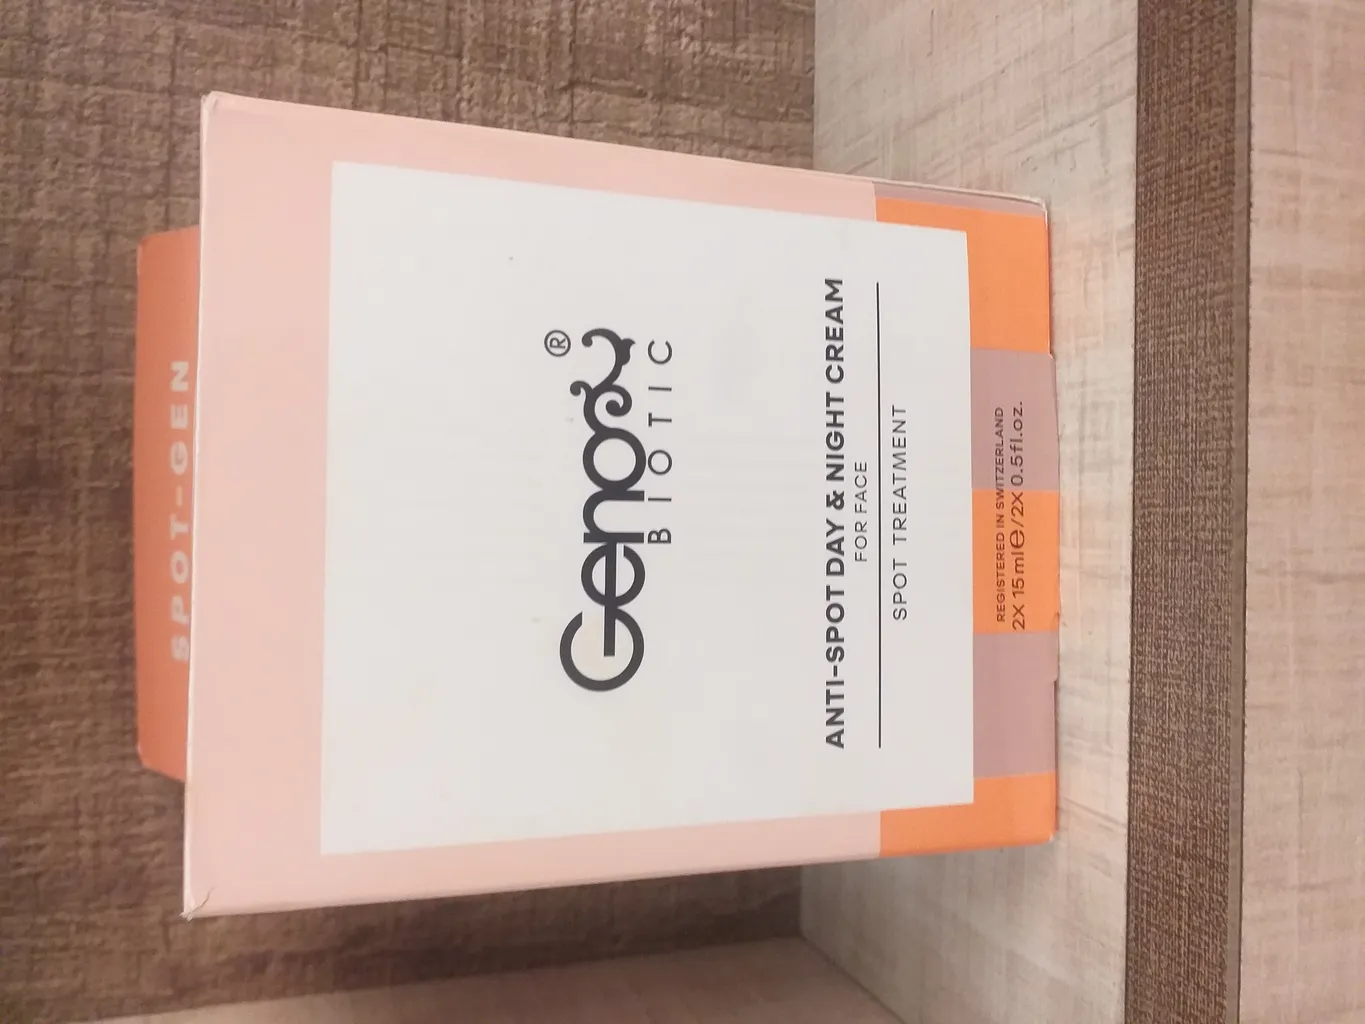 SPOT-GEN
Genosy®
BIOTIC
ANTI-SPOT DAY & NIGHT CREAM
FOR FACE
SPOT TREATMENT
REGISTERED IN SWITZERLAND
2X 15 ml℮/2X 0.5fl.oz.